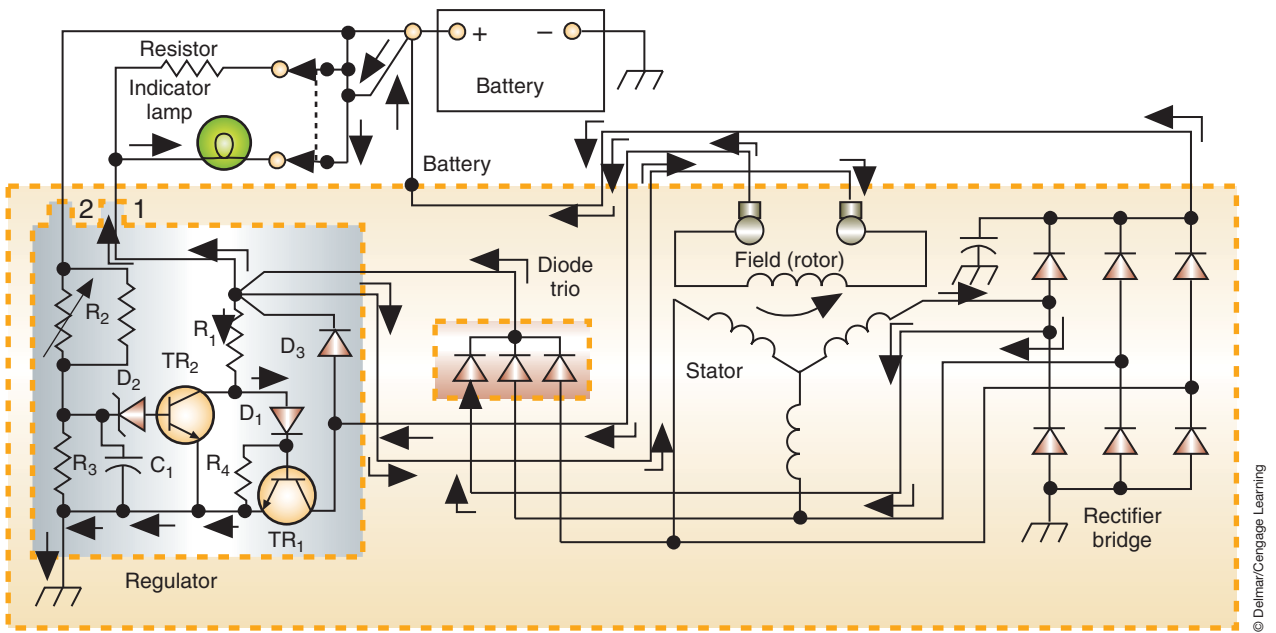 Resistor
Indicator
lamp
+
−
Battery
Battery
2
1
Diode
trio
Field (rotor)
R2
R1
D3
TR2
D2
D1
Stator
R3
C1
R4
TR1
Rectifier
bridge
Regulator
© Delmar/Cengage Learning